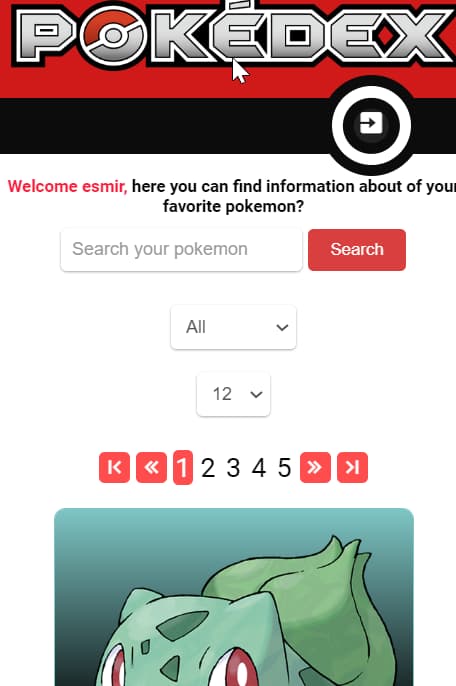 POKÉDEX
Welcome esmir, here you can find information about of your
favorite pokemon?
Search your pokemon
Search
All
12
1 2 3 4 5